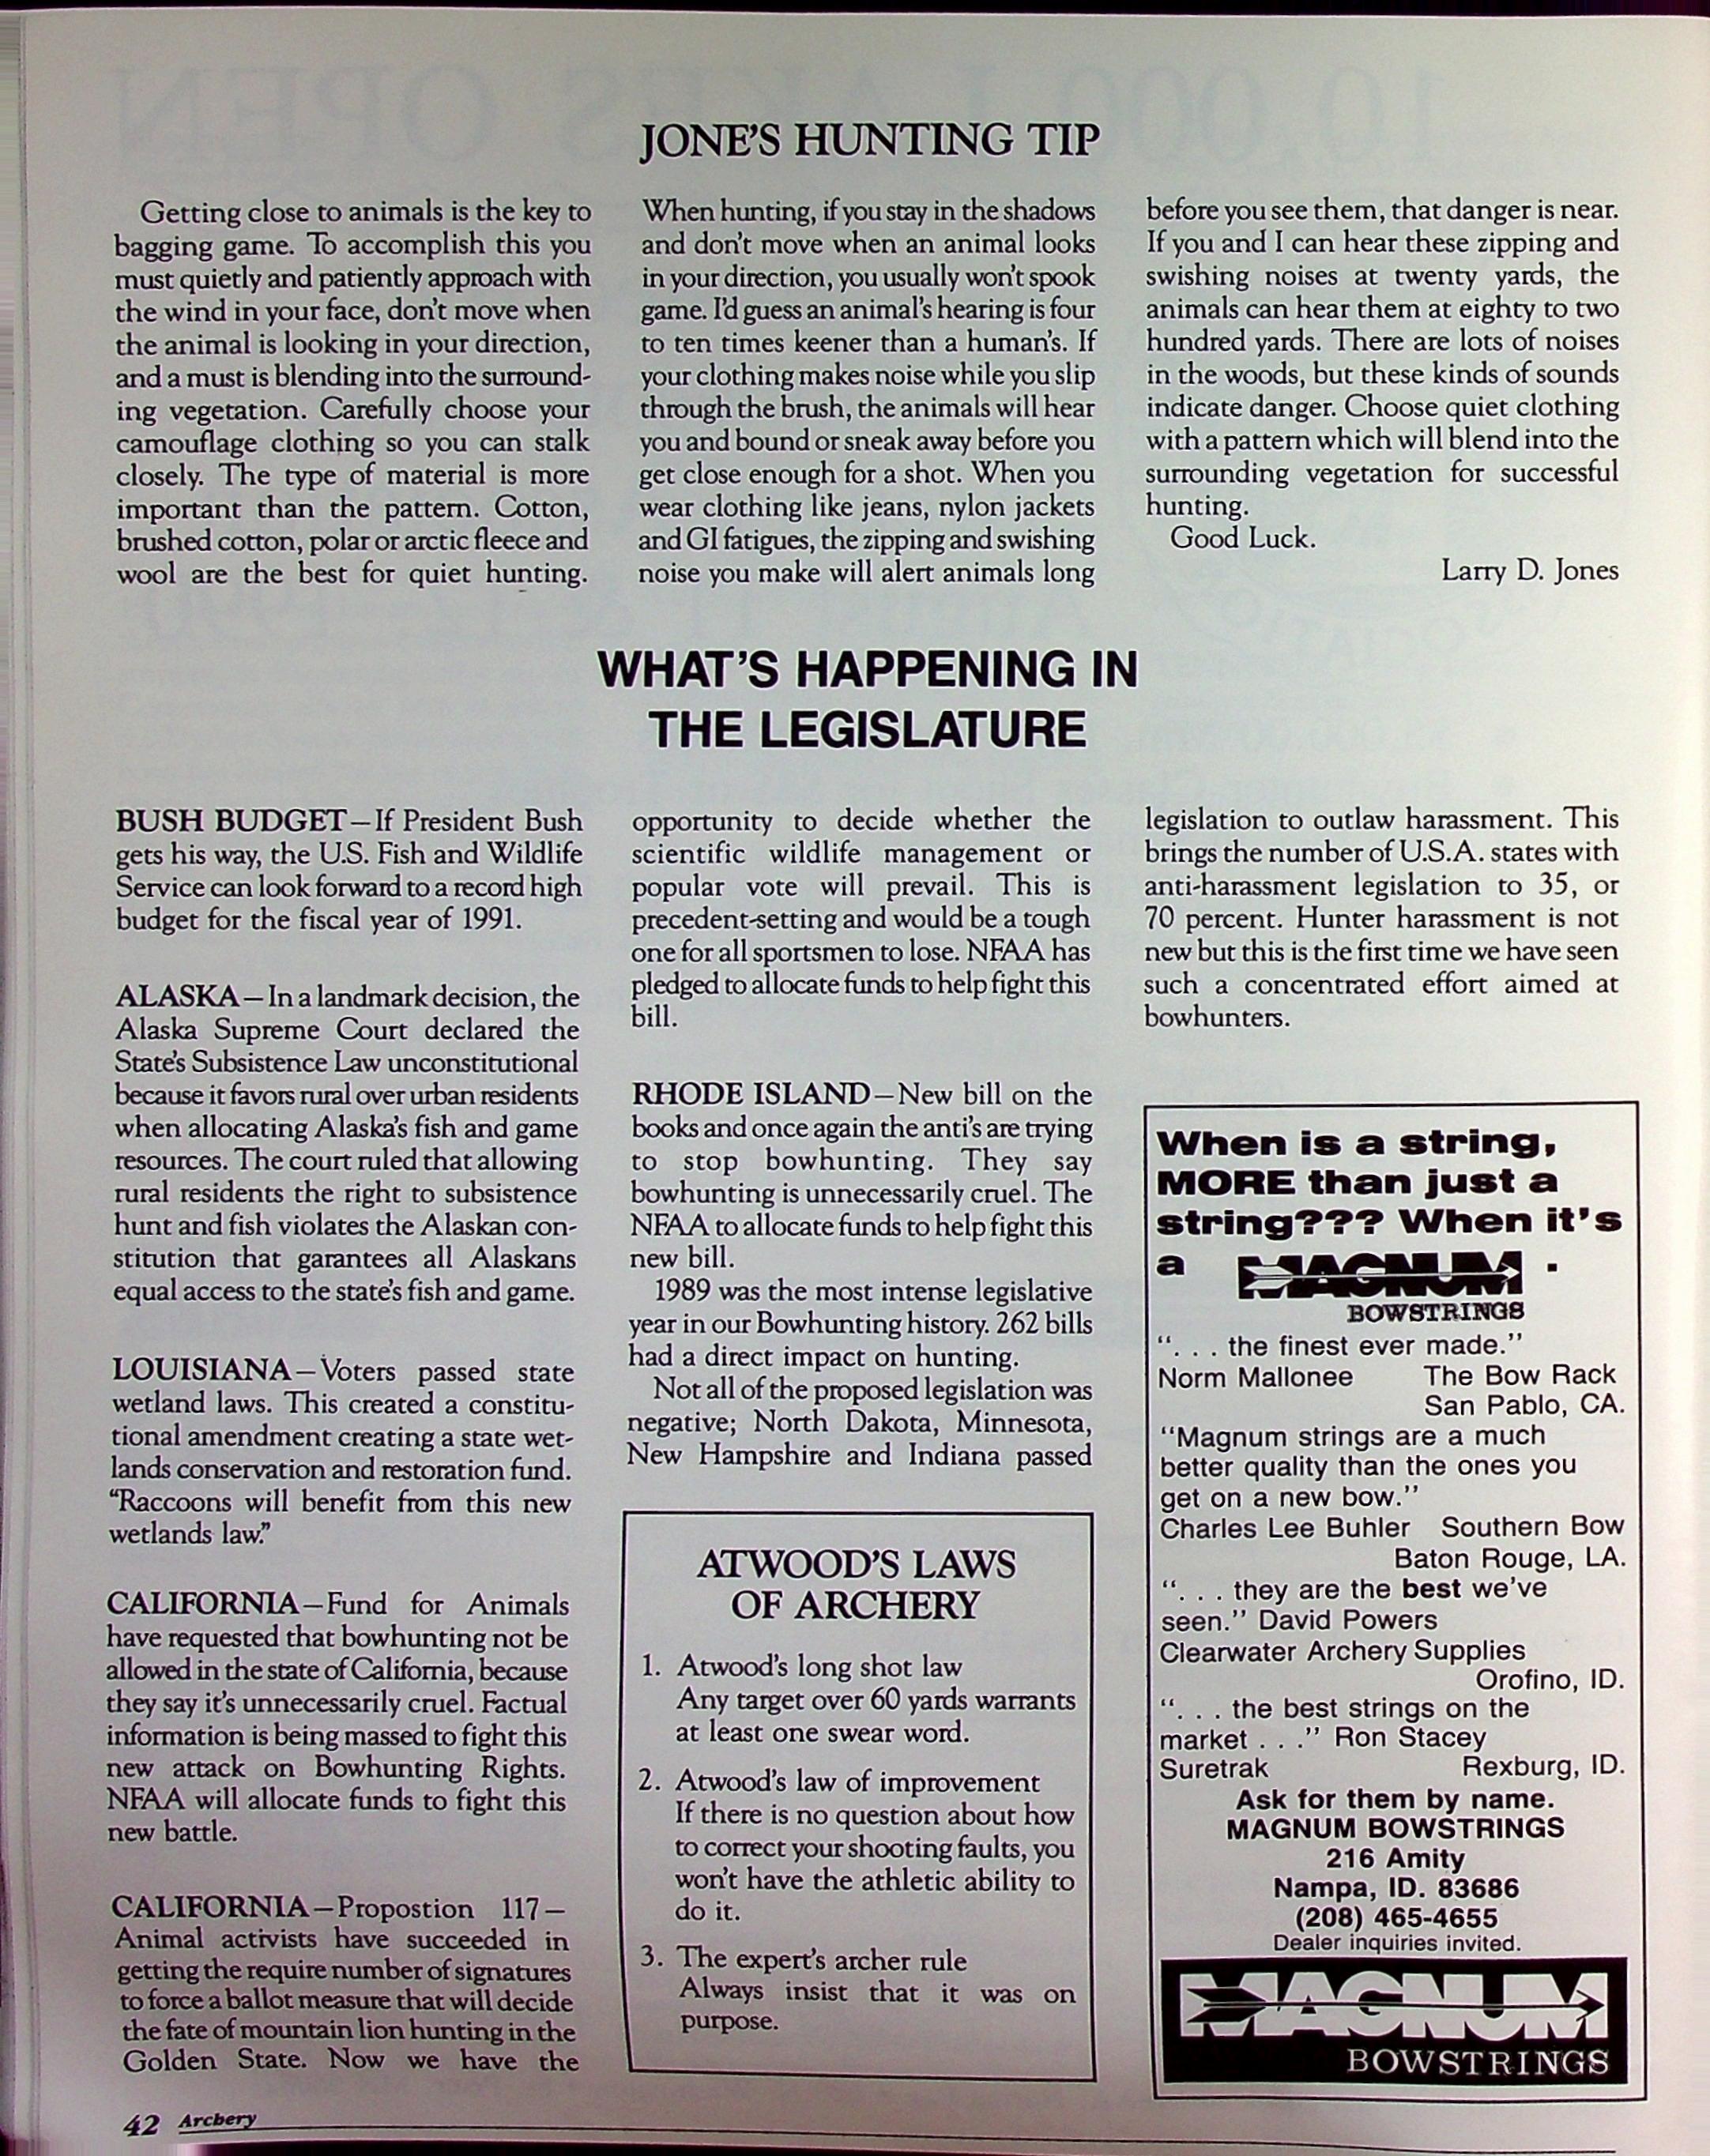 JONE'S HUNTING TIP
Getting close to animals is the key to
bagging game. To accomplish this you
must quietly and patiently approach with
the wind in your face, don't move when
the animal is looking in your direction,
and a must is blending into the surround-
ing vegetation. Carefully choose your
camouflage clothing so you can stalk
closely. The type of material is more
important than the pattern. Cotton,
brushed cotton, polar or arctic fleece and
wool are the best for quiet hunting.
When hunting, if you stay in the shadows
and don't move when an animal looks
in your direction, you usually won't spook
game. I'd guess an animal's hearing is four
to ten times keener than a human's. If
your clothing makes noise while you slip
through the brush, the animals will hear
you and bound or sneak away before you
get close enough for a shot. When you
wear clothing like jeans, nylon jackets
and GI fatigues, the zipping and swishing
noise you make will alert animals long
before you see them, that danger is near.
If you and I can hear these zipping and
swishing noises at twenty yards, the
animals can hear them at eighty to two
hundred yards. There are lots of noises
in the woods, but these kinds of sounds
indicate danger. Choose quiet clothing
with a pattern which will blend into the
surrounding vegetation for successful
hunting.
Good Luck.
Larry D. Jones
WHAT'S HAPPENING IN
THE LEGISLATURE
BUSH BUDGET—If President Bush
gets his way, the U.S. Fish and Wildlife
Service can look forward to a record high
budget for the fiscal year of 1991.
ALASKA—In a landmark decision, the
Alaska Supreme Court declared the
State's Subsistence Law unconstitutional
because it favors rural over urban residents
when allocating Alaska's fish and game
resources. The court ruled that allowing
rural residents the right to subsistence
hunt and fish violates the Alaskan con-
stitution that garantees all Alaskans
equal access to the state's fish and game.
LOUISIANA—Voters passed state
wetland laws. This created a constitu-
tional amendment creating a state wet-
lands conservation and restoration fund.
"Raccoons will benefit from this new
wetlands law."
CALIFORNIA—Fund for Animals
have requested that bowhunting not be
allowed in the state of California, because
they say it's unnecessarily cruel. Factual
information is being massed to fight this
new attack on Bowhunting Rights.
NFAA will allocate funds to fight this
new battle.
CALIFORNIA—Propostion 117—
Animal activists have succeeded in
getting the require number of signatures
to force a ballot measure that will decide
the fate of mountain lion hunting in the
Golden State. Now we have the
opportunity to decide whether the
scientific wildlife management or
popular vote will prevail. This is
precedent-setting and would be a tough
one for all sportsmen to lose. NFAA has
pledged to allocate funds to help fight this
bill.
RHODE ISLAND—New bill on the
books and once again the anti's are trying
to stop bowhunting. They say
bowhunting is unnecessarily cruel. The
NFAA to allocate funds to help fight this
new bill.
1989 was the most intense legislative
year in our Bowhunting history. 262 bills
had a direct impact on hunting.
Not all of the proposed legislation was
negative; North Dakota, Minnesota,
New Hampshire and Indiana passed
legislation to outlaw harassment. This
brings the number of U.S.A. states with
anti-harassment legislation to 35, or
70 percent. Hunter harassment is not
new but this is the first time we have seen
such a concentrated effort aimed at
bowhunters.
ATWOOD'S LAWS
OF ARCHERY
1. Atwood's long shot law
Any target over 60 yards warrants
at least one swear word.
2. Atwood's law of improvement
If there is no question about how
to correct your shooting faults, you
won't have the athletic ability to
do it.
3. The expert's archer rule
Always insist that it was on
purpose.
When is a string,
MORE than just a
string??? When it's
a MAGNUM .
BOWSTRINGS
". . . the finest ever made."
Norm Mallonee The Bow Rack
San Pablo, CA.
"Magnum strings are a much
better quality than the ones you
get on a new bow."
Charles Lee Buhler Southern Bow
Baton Rouge, LA.
". . . they are the best we've
seen." David Powers
Clearwater Archery Supplies
Orofino, ID.
". . . the best strings on the
market . . ." Ron Stacey
Suretrak Rexburg, ID.
Ask for them by name.
MAGNUM BOWSTRINGS
216 Amity
Nampa, ID. 83686
(208) 465-4655
Dealer inquiries invited.
MAGNUM
BOWSTRINGS
42 Archery